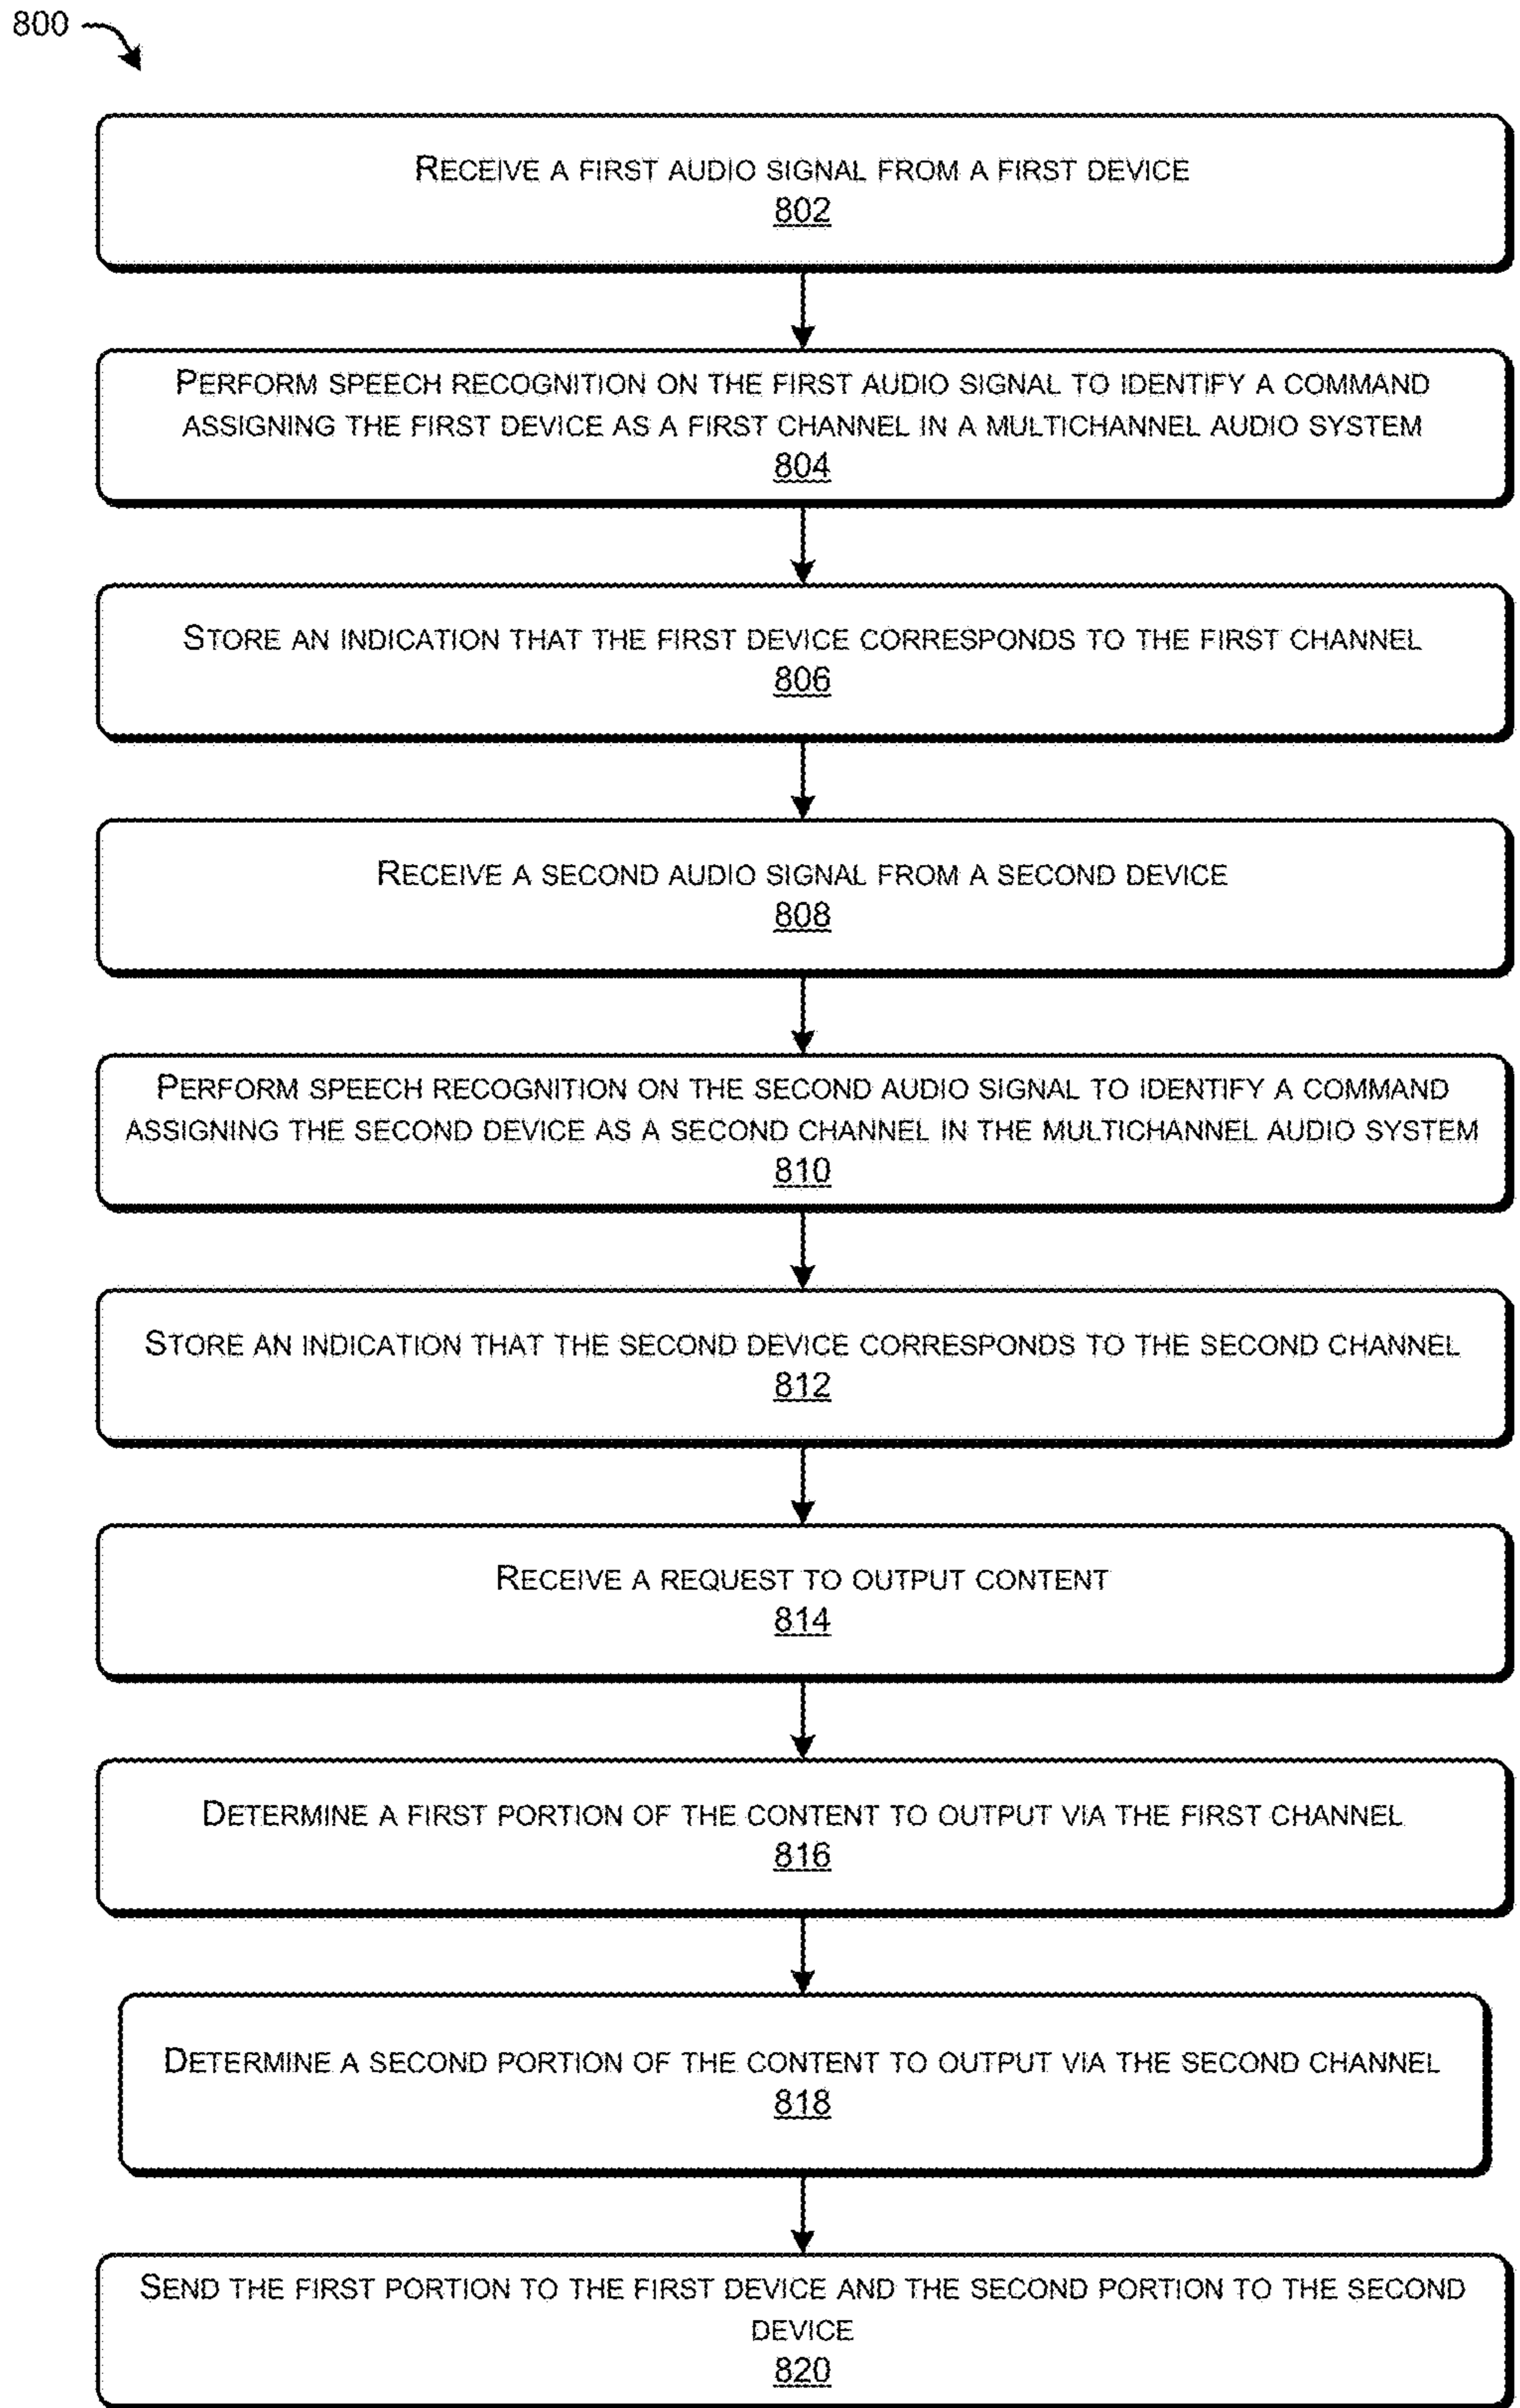 800
RECEIVE A FIRST AUDIO SIGNAL FROM A FIRST DEVICE
802
PERFORM SPEECH RECOGNITION ON THE FIRST AUDIO SIGNAL TO IDENTIFY A COMMAND
ASSIGNING THE FIRST DEVICE AS A FIRST CHANNEL IN A MULTICHANNEL AUDIO SYSTEM
804
STORE AN INDICATION THAT THE FIRST DEVICE CORRESPONDS TO THE FIRST CHANNEL
806
RECEIVE A SECOND AUDIO SIGNAL FROM A SECOND DEVICE
808
PERFORM SPEECH RECOGNITION ON THE SECOND AUDIO SIGNAL TO IDENTIFY A COMMAND
ASSIGNING THE SECOND DEVICE AS A SECOND CHANNEL IN THE MULTICHANNEL AUDIO SYSTEM
810
STORE AN INDICATION THAT THE SECOND DEVICE CORRESPONDS TO THE SECOND CHANNEL
812
RECEIVE A REQUEST TO OUTPUT CONTENT
814
DETERMINE A FIRST PORTION OF THE CONTENT TO OUTPUT VIA THE FIRST CHANNEL
816
DETERMINE A SECOND PORTION OF THE CONTENT TO OUTPUT VIA THE SECOND CHANNEL
818
SEND THE FIRST PORTION TO THE FIRST DEVICE AND THE SECOND PORTION TO THE SECOND
DEVICE
820